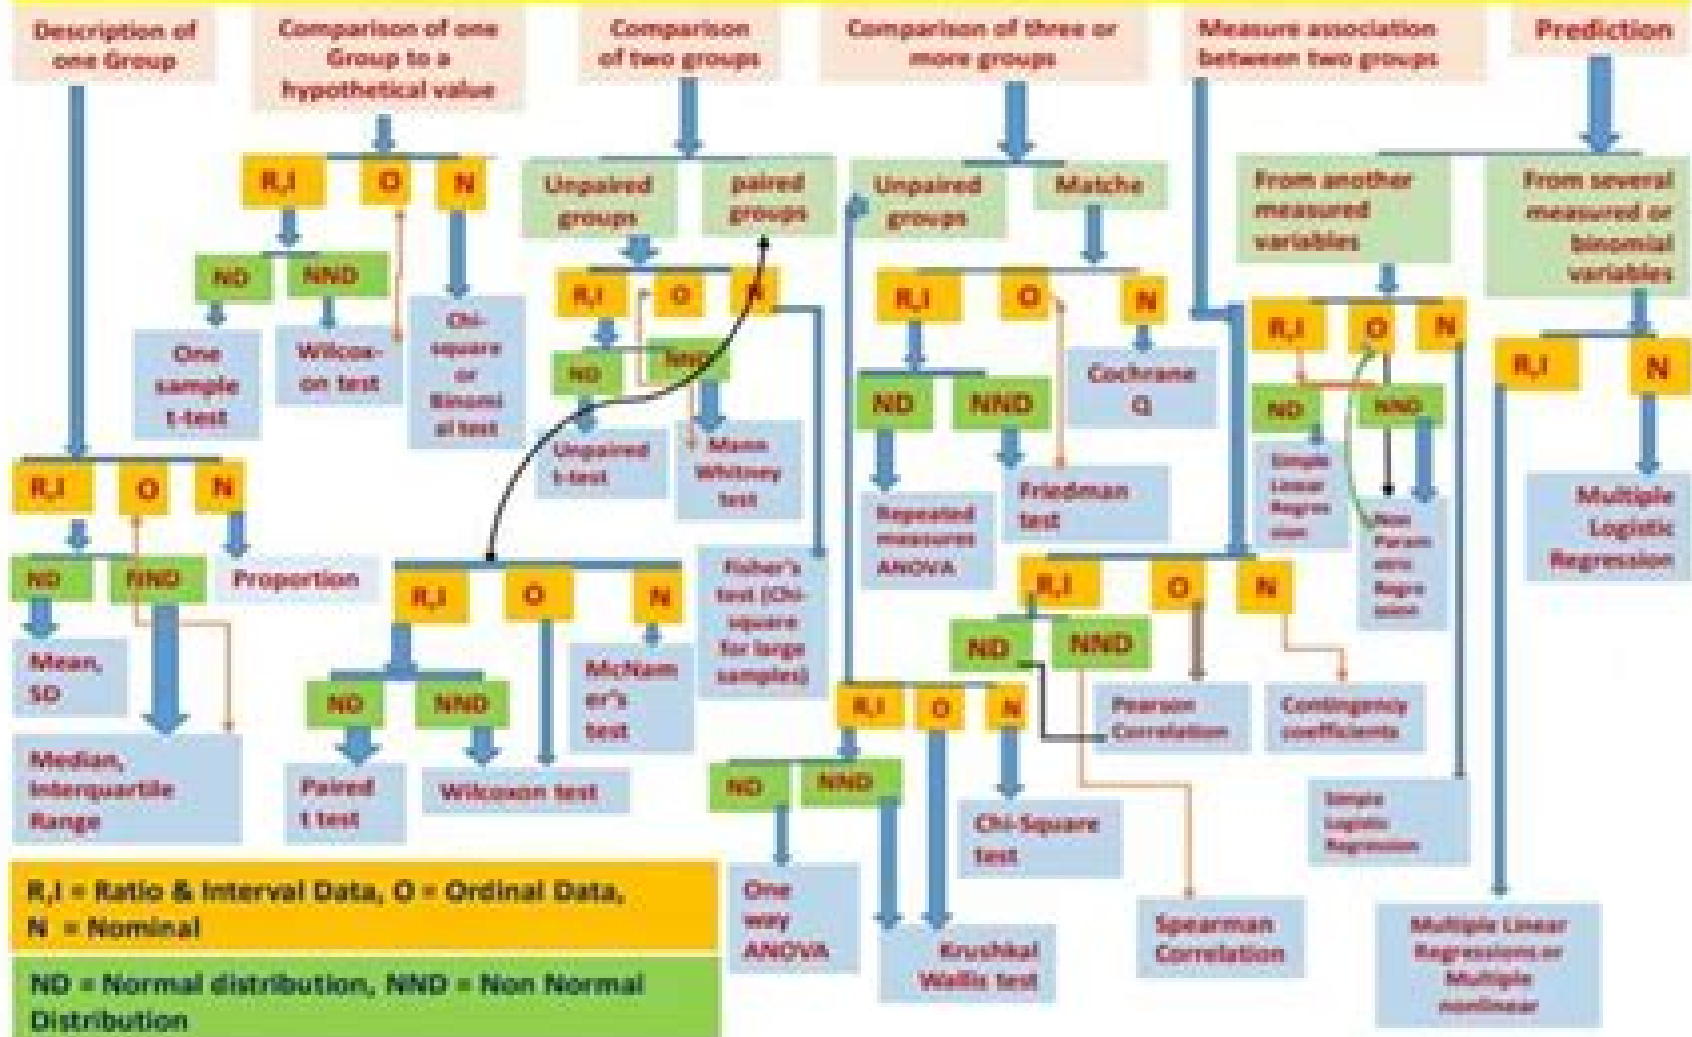 Description of
one Group
Comparison of one
Group to a
hypothetical value
Comparison
of two groups
Comparison of three or
more groups
Measure association
between two groups
Prediction
R,I
O
N
ND
NND
One
sample
t-test
Wilcox-
on test
Chi-
square
or
Binomi
al test
R,I
O
N
ND
NND
Proportion
Mean,
SD
Median,
Interquartile
Range
Unpaired
groups
paired
groups
R,I
O
N
ND
NND
Unpaired
t-test
Mann
Whitney
test
Fisher's
test (Chi-
square
for large
samples)
R,I
O
N
ND
NND
McNam
er's
test
Paired
t test
Wilcoxon test
Unpaired
groups
Matche
R,I
O
N
ND
NND
Cochrane
Q
Repeated
measures
ANOVA
Friedman
test
R,I
O
N
ND
NND
Pearson
Correlation
Contingency
coefficients
Spearman
Correlation
R,I
O
N
ND
NND
Chi-Square
test
One
way
ANOVA
Krushkal
Wallis test
From another
measured
variables
From several
measured or
binomial
variables
R,I
O
N
ND
NND
Simple
Linear
Regres
sion
Non
Param
etric
Regre
ssion
Simple
Logistic
Regression
R,I
N
Multiple
Logistic
Regression
Multiple Linear
Regressions or
Multiple
nonlinear
R,I = Ratio & Interval Data, O = Ordinal Data,
N = Nominal
ND = Normal distribution, NND = Non Normal
Distribution